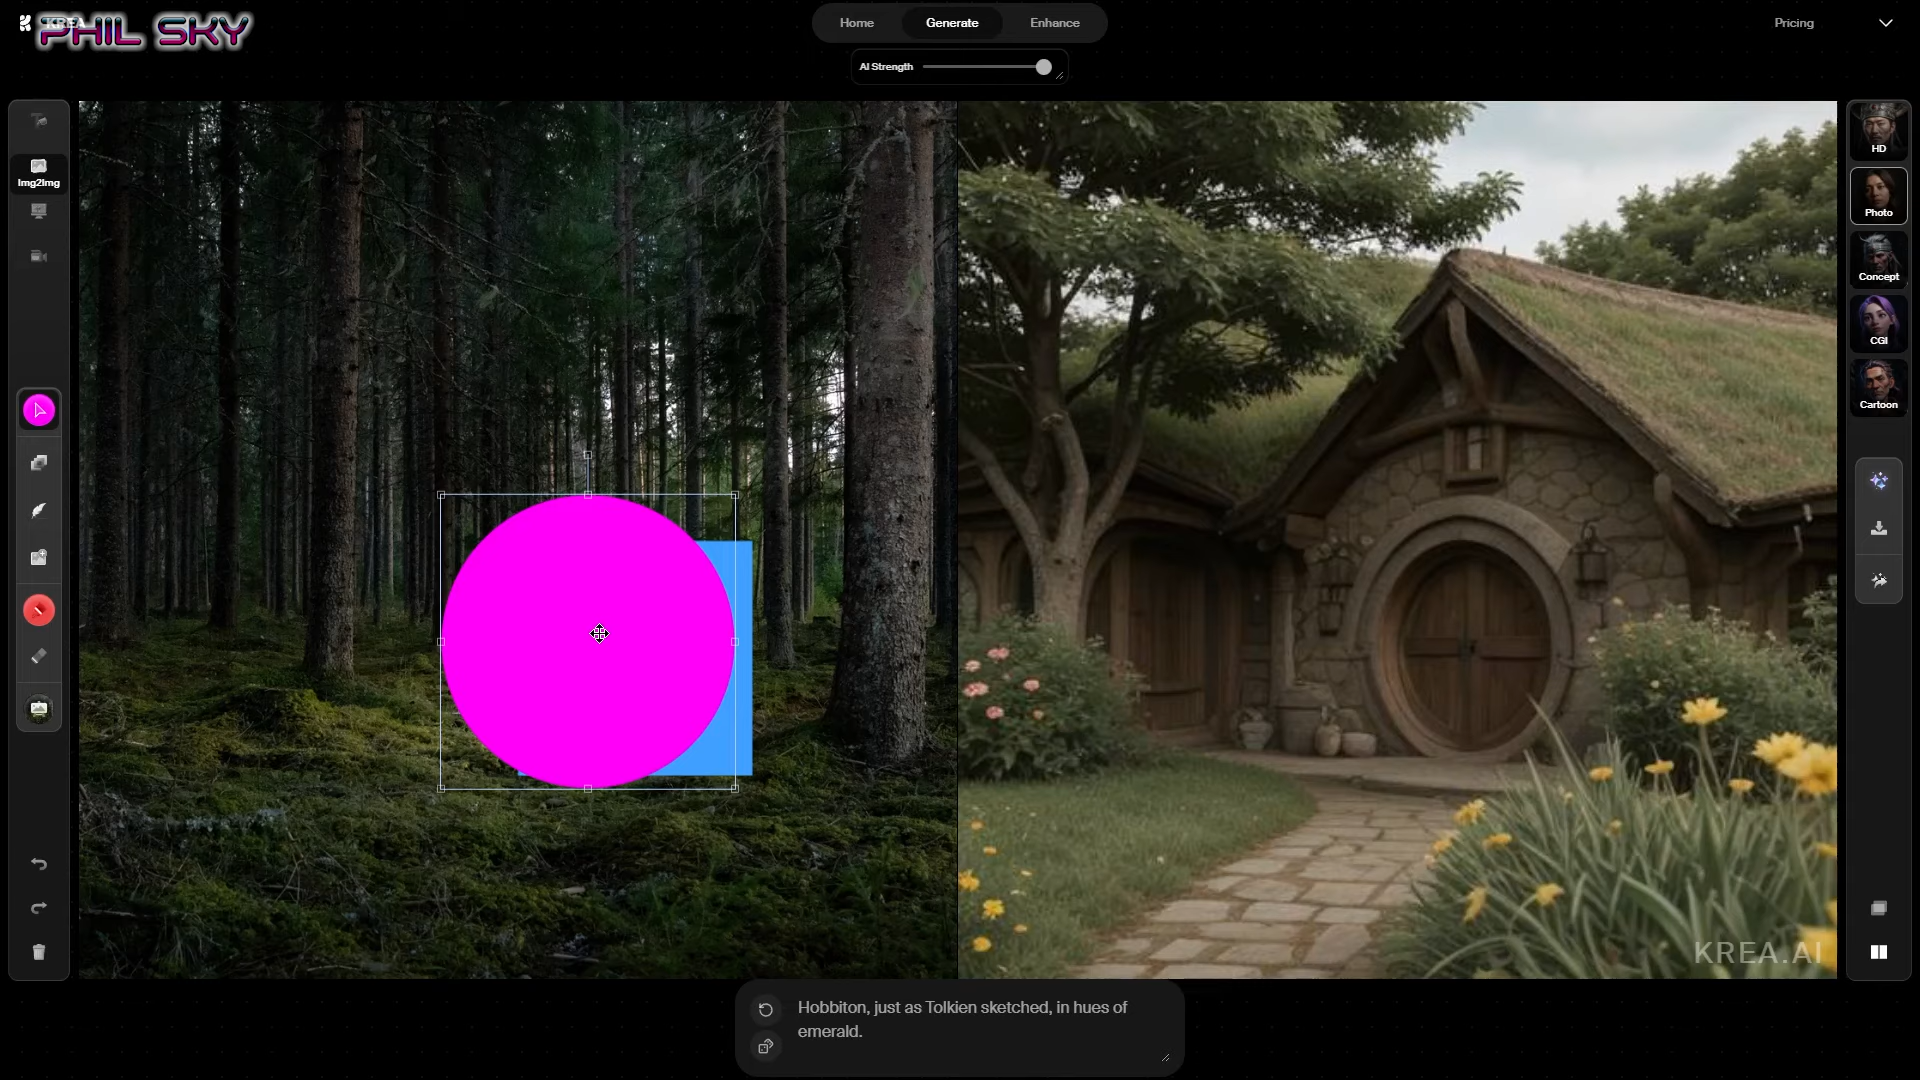 KREA
PHIL SKY
Home
Generate
Enhance
Pricing
AI Strength
Img2Img
HD
Photo
Concept
CGI
Cartoon
KREA.AI
Hobbiton, just as Tolkien sketched, in hues of
emerald.